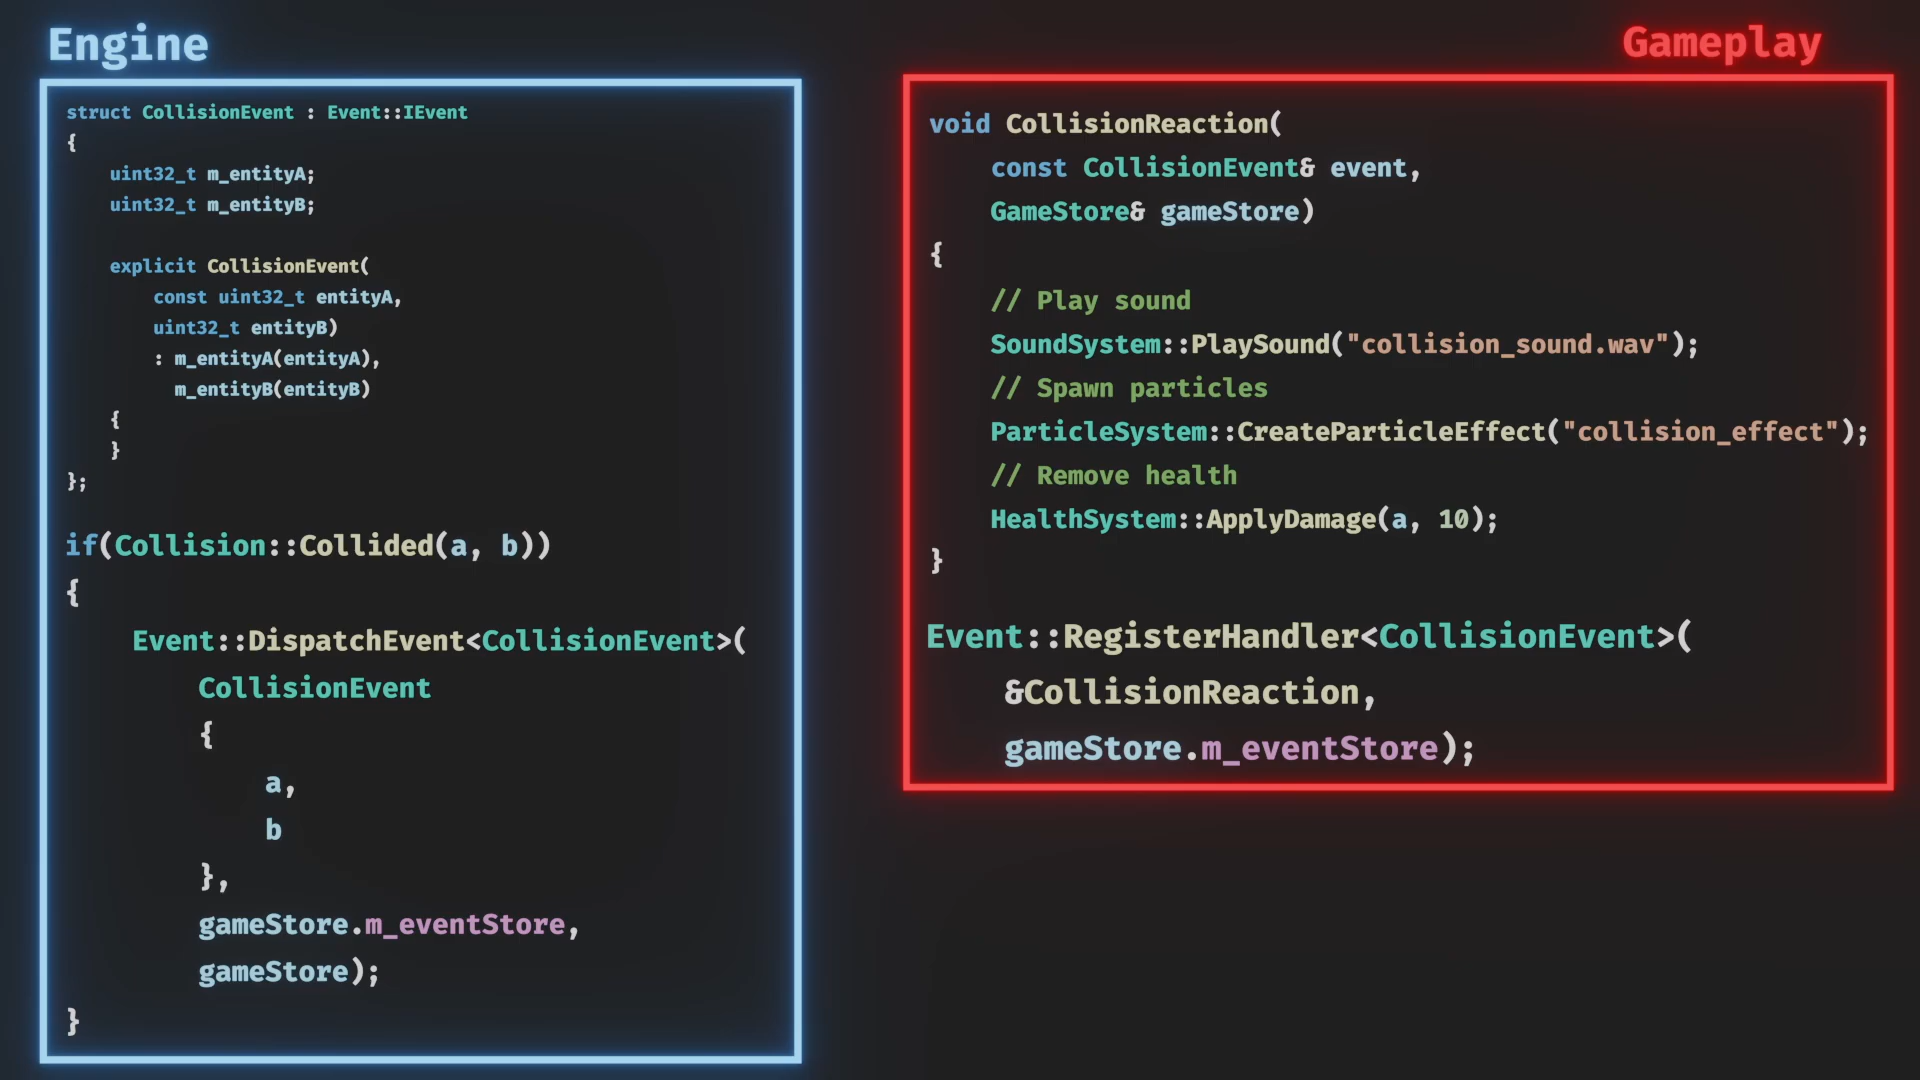 Engine
struct CollisionEvent : Event::IEvent
{
    uint32_t m_entityA;
    uint32_t m_entityB;

    explicit CollisionEvent(
        const uint32_t entityA,
        uint32_t entityB)
        : m_entityA(entityA),
          m_entityB(entityB)
    {
    }
};
if(Collision::Collided(a, b))
{
    Event::DispatchEvent<CollisionEvent>(
        CollisionEvent
        {
            a,
            b
        },
        gameStore.m_eventStore,
        gameStore);
}
Gameplay
void CollisionReaction(
    const CollisionEvent& event,
    GameStore& gameStore)
{
    // Play sound
    SoundSystem::PlaySound("collision_sound.wav");
    // Spawn particles
    ParticleSystem::CreateParticleEffect("collision_effect");
    // Remove health
    HealthSystem::ApplyDamage(a, 10);
}
Event::RegisterHandler<CollisionEvent>(
    &CollisionReaction,
    gameStore.m_eventStore);